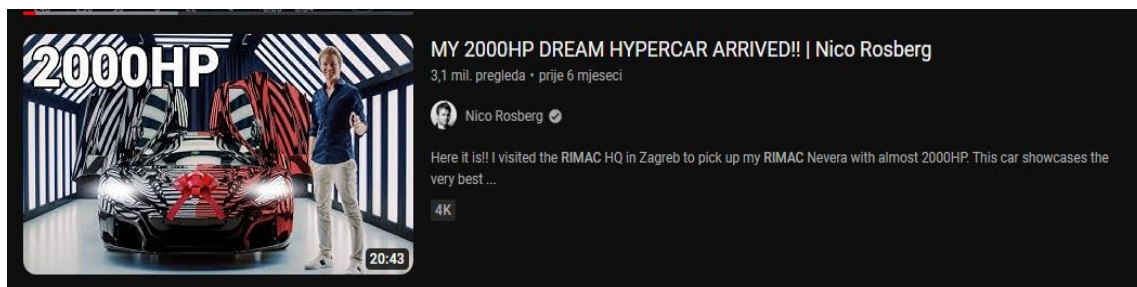 2000HP
20:43
MY 2000HP DREAM HYPERCAR ARRIVED!! | Nico Rosberg
3,1 mil. pregleda • prije 6 mjeseci
Nico Rosberg
Here it is!! I visited the RIMAC HQ in Zagreb to pick up my RIMAC Nevera with almost 2000HP. This car showcases the
very best ...
4K